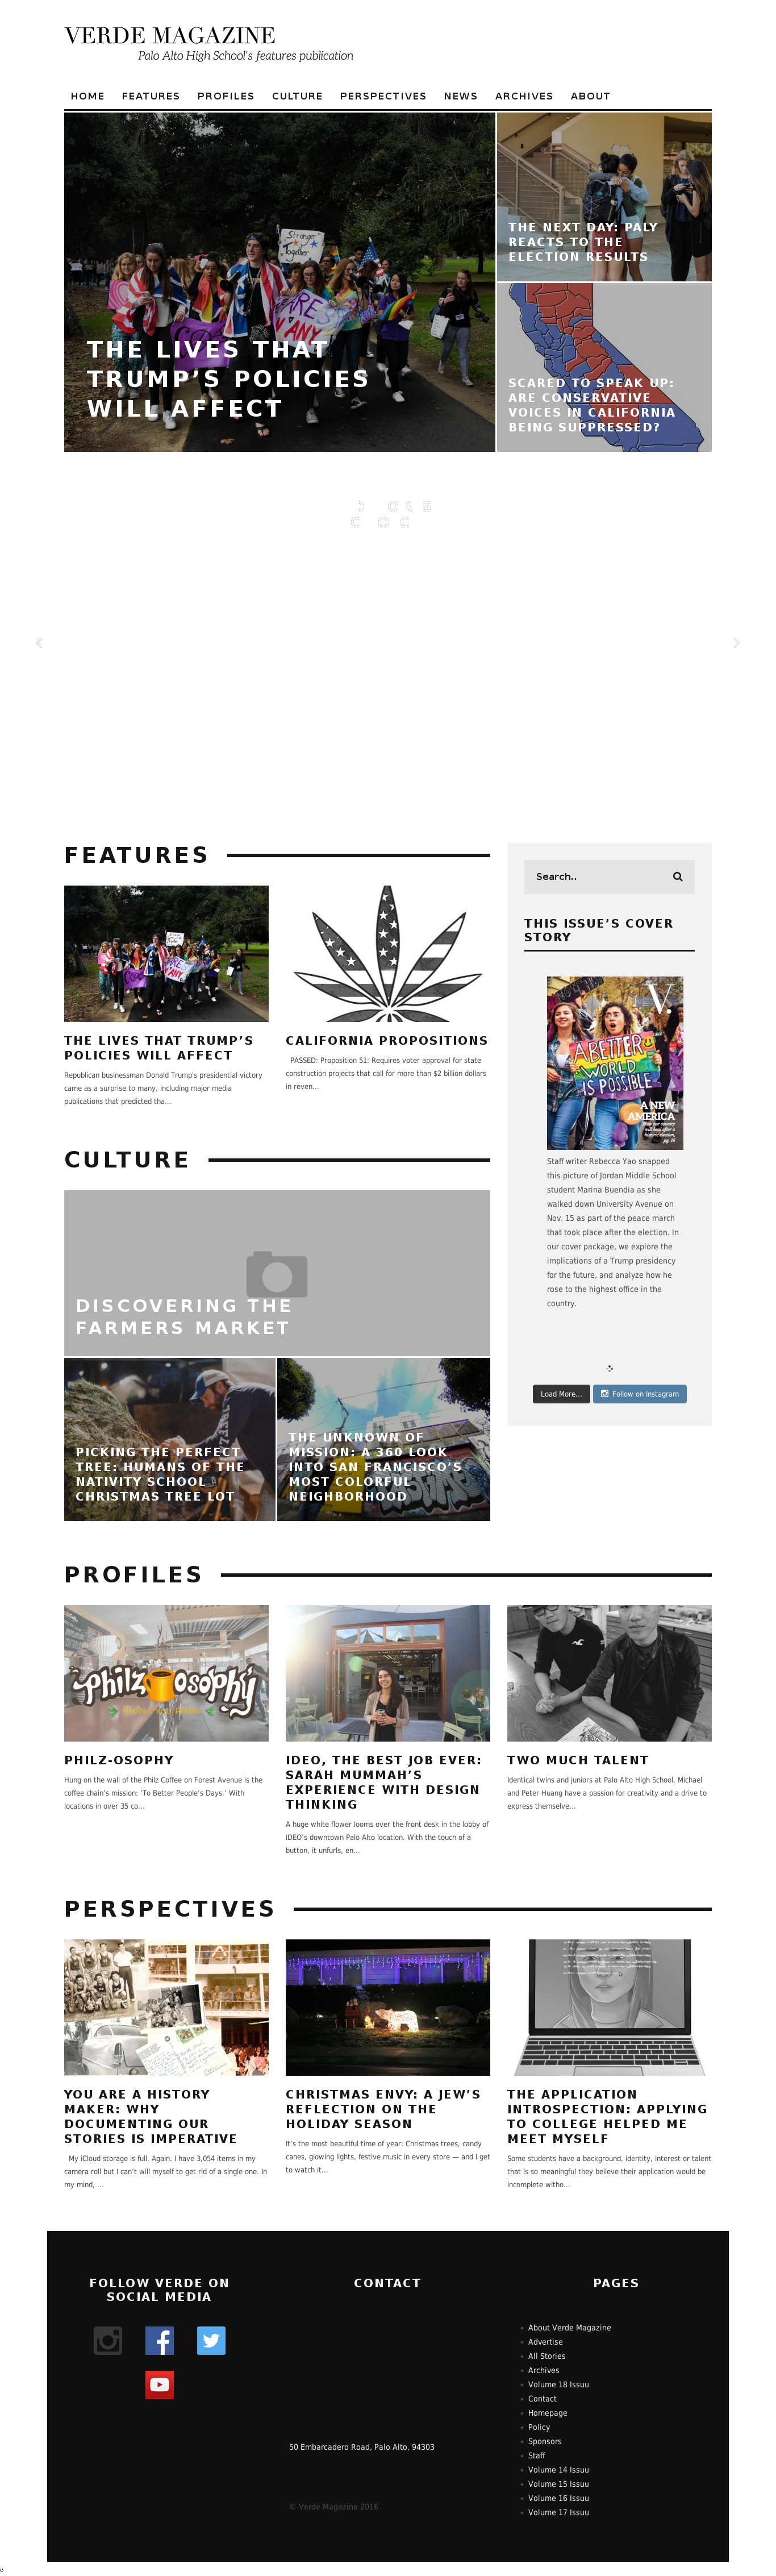 VERDE MAGAZINE
Palo Alto High School's features publication
HOME FEATURES PROFILES CULTURE PERSPECTIVES NEWS ARCHIVES ABOUT
Stronger
Together
THE LIVES THAT
TRUMP'S POLICIES
WILL AFFECT
THE NEXT DAY: PALY
REACTS TO THE
ELECTION RESULTS
SCARED TO SPEAK UP:
ARE CONSERVATIVE
VOICES IN CALIFORNIA
BEING SUPPRESSED?
FEATURES
THE LIVES THAT TRUMP'S
POLICIES WILL AFFECT
Republican businessman Donald Trump's presidential victory
came as a surprise to many, including major media
publications that predicted tha...
CALIFORNIA PROPOSITIONS
PASSED: Proposition 51: Requires voter approval for state
construction projects that call for more than $2 billion dollars
in reven...
Search..
THIS ISSUE'S COVER
STORY
V.
A BETTER
WORLD
IS POSSIBLE
A NEW
AMERICA
Staff writer Rebecca Yao snapped
this picture of Jordan Middle School
student Marina Buendia as she
walked down University Avenue on
Nov. 15 as part of the peace march
that took place after the election. In
our cover package, we explore the
implications of a Trump presidency
for the future, and analyze how he
rose to the highest office in the
country.
Load More...
Follow on Instagram
CULTURE
DISCOVERING THE
FARMERS MARKET
PICKING THE PERFECT
TREE: HUMANS OF THE
NATIVITY SCHOOL
CHRISTMAS TREE LOT
THE UNKNOWN OF
MISSION: A 360 LOOK
INTO SAN FRANCISCO'S
MOST COLORFUL
NEIGHBORHOOD
PROFILES
philz osophy
PHILZ-OSOPHY
Hung on the wall of the Philz Coffee on Forest Avenue is the
coffee chain's mission: 'To Better People's Days.' With
locations in over 35 co...
IDEO, THE BEST JOB EVER:
SARAH MUMMAH'S
EXPERIENCE WITH DESIGN
THINKING
A huge white flower looms over the front desk in the lobby of
IDEO's downtown Palo Alto location. With the touch of a
button, it unfurls, en...
TWO MUCH TALENT
Identical twins and juniors at Palo Alto High School, Michael
and Peter Huang have a passion for creativity and a drive to
express themselve...
PERSPECTIVES
YOU ARE A HISTORY
MAKER: WHY
DOCUMENTING OUR
STORIES IS IMPERATIVE
My iCloud storage is full. Again. I have 3,054 items in my
camera roll but I can't will myself to get rid of a single one. In
my mind, ...
CHRISTMAS ENVY: A JEW'S
REFLECTION ON THE
HOLIDAY SEASON
It's the most beautiful time of year: Christmas trees, candy
canes, glowing lights, festive music in every store — and I get
to watch it...
THE APPLICATION
INTROSPECTION: APPLYING
TO COLLEGE HELPED ME
MEET MYSELF
Some students have a background, identity, interest or talent
that is so meaningful they believe their application would be
incomplete witho...
FOLLOW VERDE ON
SOCIAL MEDIA
CONTACT
50 Embarcadero Road, Palo Alto, 94303
© Verde Magazine 2016
PAGES
About Verde Magazine
Advertise
All Stories
Archives
Volume 18 Issuu
Contact
Homepage
Policy
Sponsors
Staff
Volume 14 Issuu
Volume 15 Issuu
Volume 16 Issuu
Volume 17 Issuu